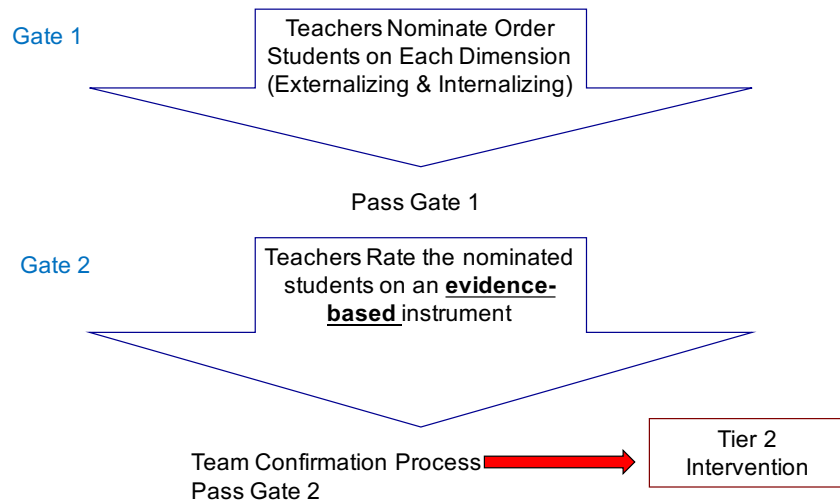 Gate 1
Teachers Nominate Order
Students on Each Dimension
(Externalizing & Internalizing)
Pass Gate 1
Gate 2
Teachers Rate the nominated
students on an evidence-
based instrument
Team Confirmation Process
Pass Gate 2
Tier 2
Intervention